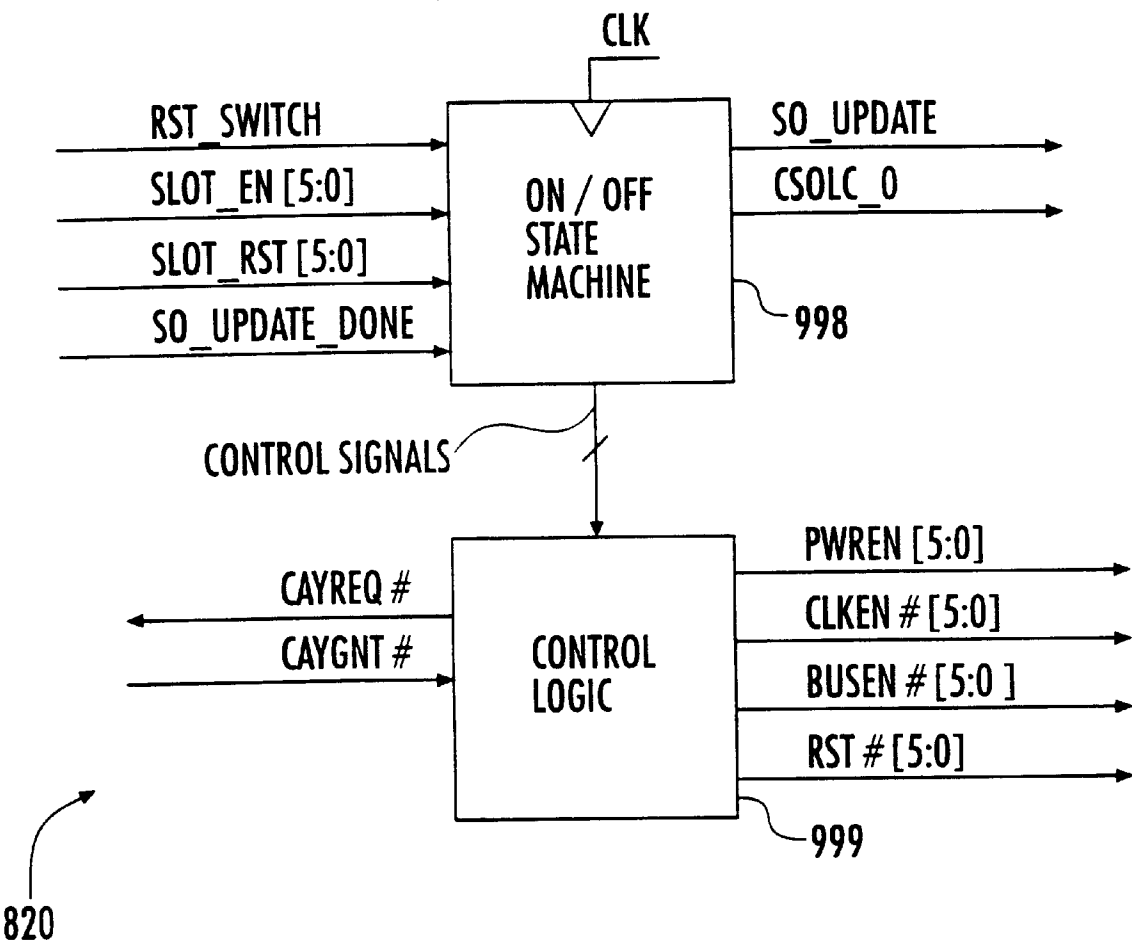 CLK
RST_SWITCH
SLOT_EN [5:0]
SLOT_RST [5:0]
SO_UPDATE_DONE
ON / OFF
STATE
MACHINE
SO_UPDATE
CSOLC_O
998
CONTROL SIGNALS
CAYREQ #
CAYGNT #
CONTROL
LOGIC
PWREN [5:0]
CLKEN # [5:0]
BUSEN # [5:0 ]
RST # [5:0]
999
820